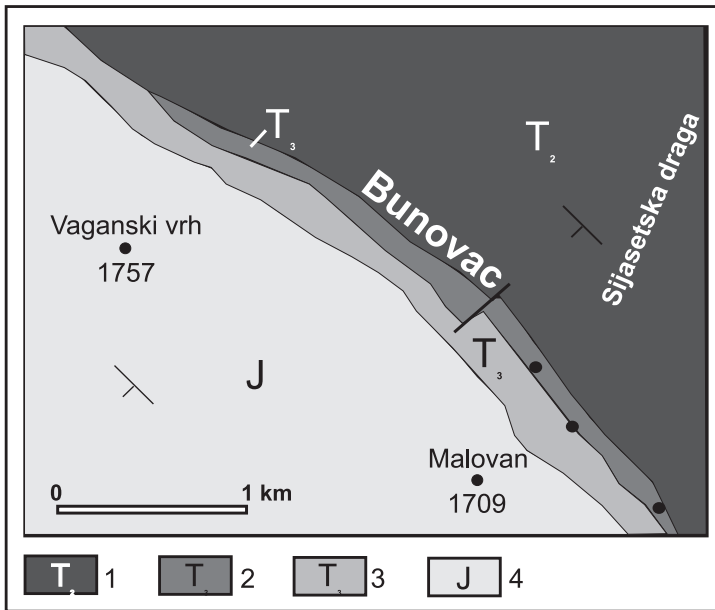 T₃
T₂
Bunovac
Sijasetska draga
Vaganski vrh
1757
T₃
J
Malovan
1709
0 1 km
T₂ 1
T₃ 2
T₃ 3
J 4